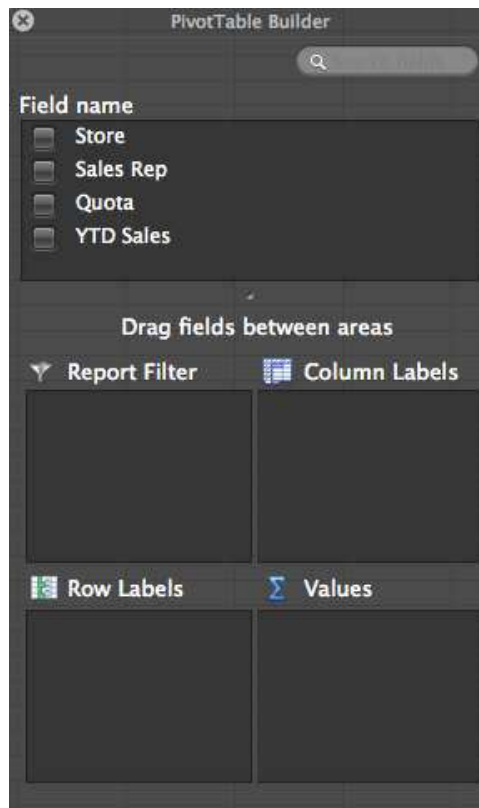 PivotTable Builder
Field name
Store
Sales Rep
Quota
YTD Sales
Drag fields between areas
Report Filter
Column Labels
Row Labels
Values